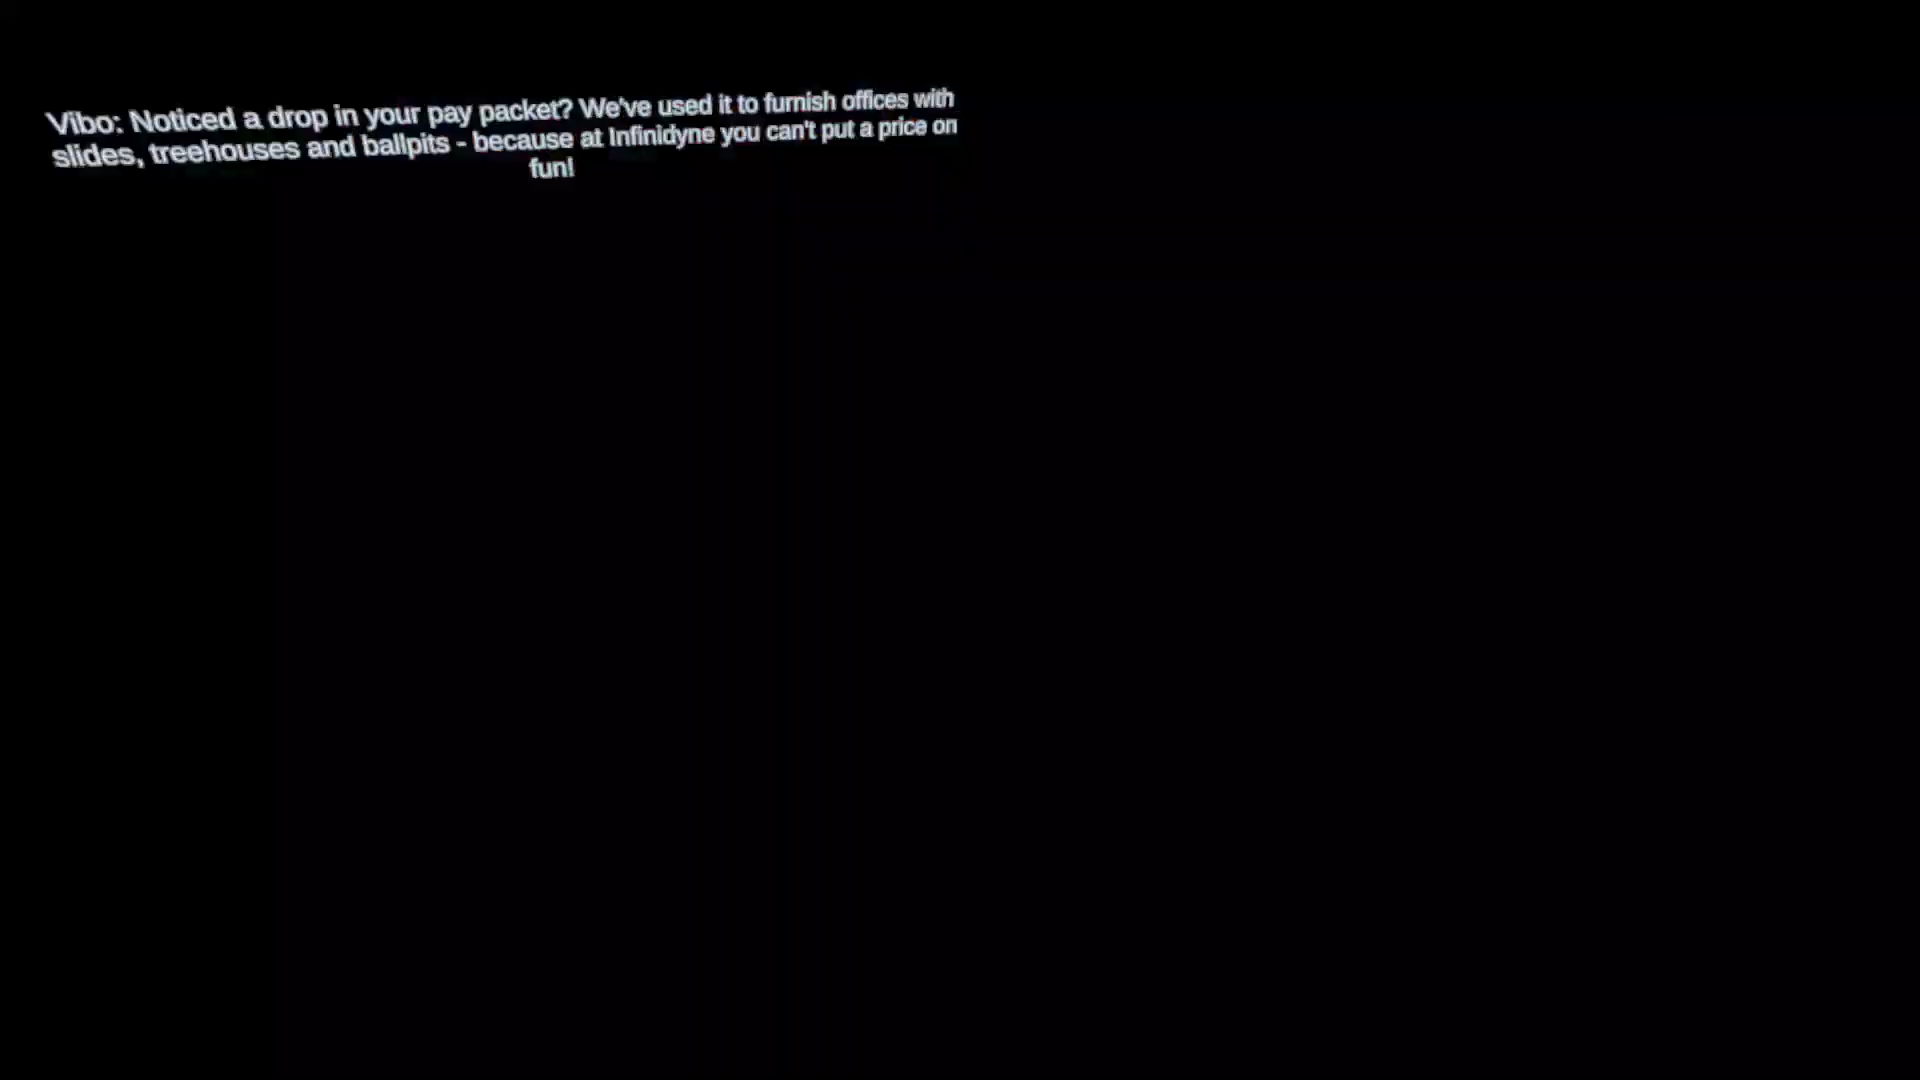 Vibo: Noticed a drop in your pay packet? We've used it to furnish offices with
slides, treehouses and ballpits - because at Infinidyne you can't put a price on
fun!